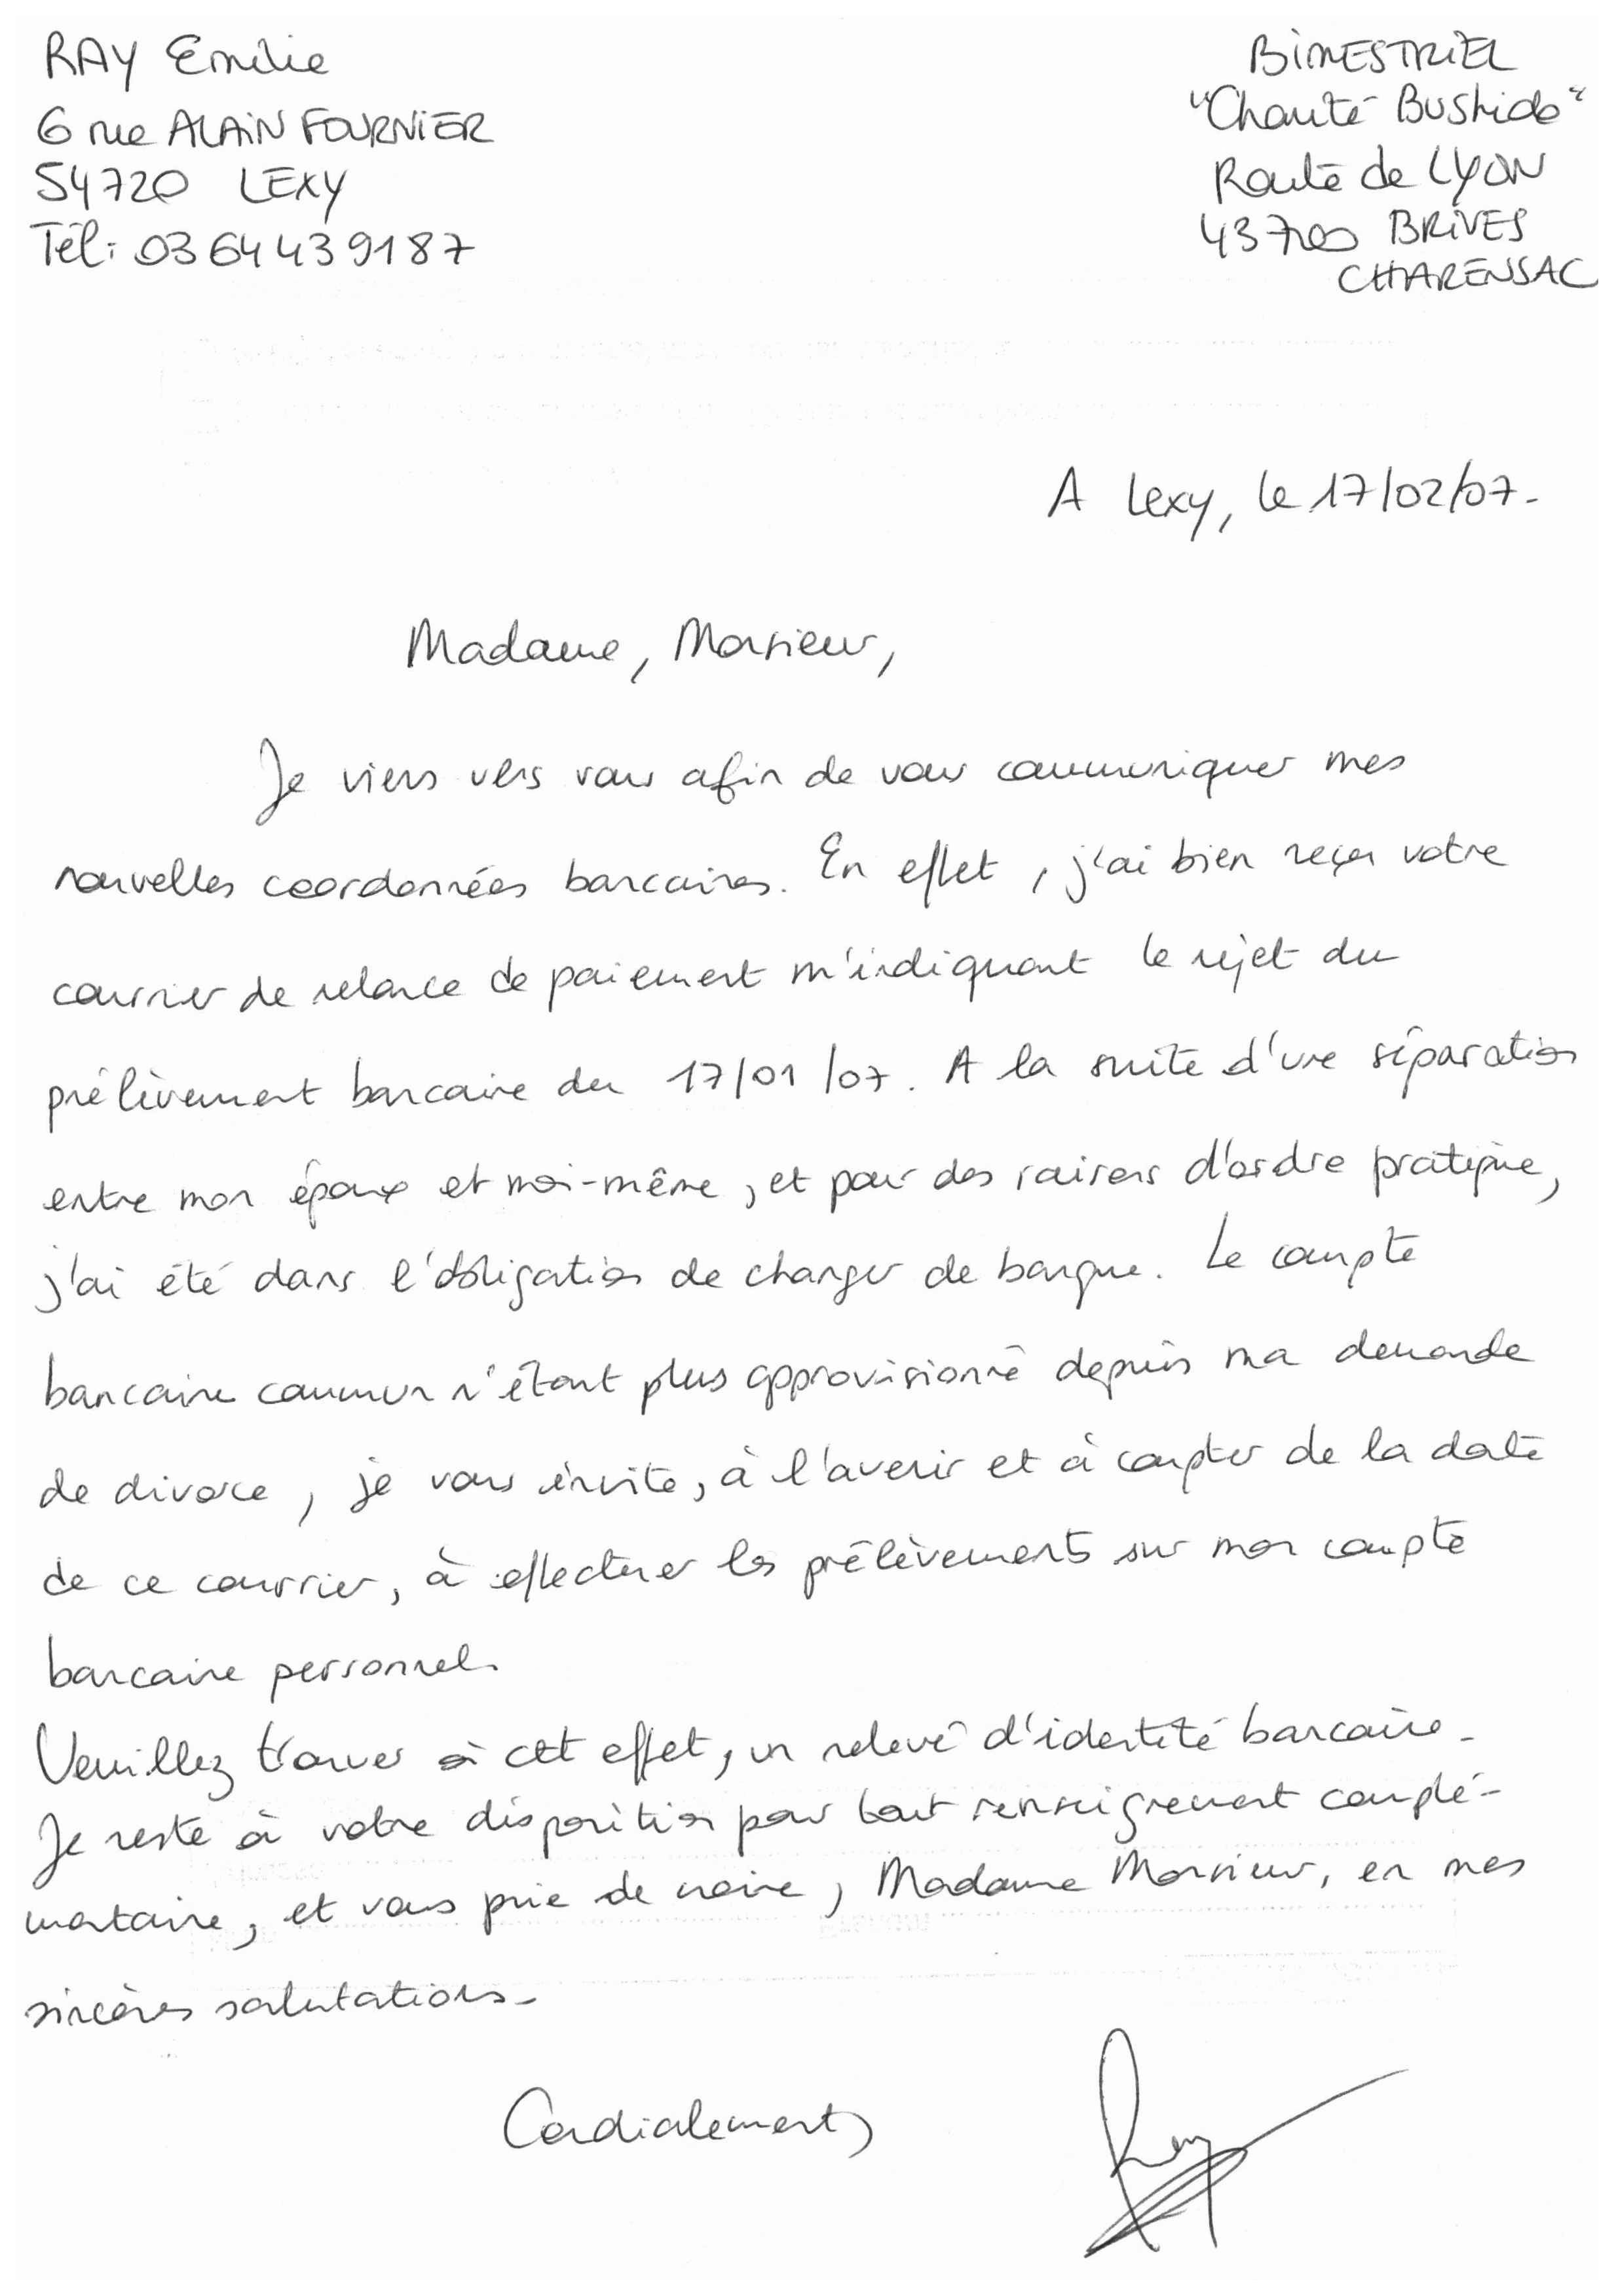 RAY Emilie
6 rue ALAIN FOURNIER
54720 LEXY
Tél: 0364439187
BIMESTRIEL
"Chauté Bushido"
Route de LYON
43700 BRIVES
CHARENSAC
A Lexy, le 17/02/07.
Madame, Monsieur,
Je viens vers vous afin de vous communiquer mes
nouvelles coordonnées bancaires. En effet, j'ai bien reçu votre
courrier de relance de paiement m'indiquant le rejet du
prélèvement bancaire du 17/01/07. A la suite d'une séparation
entre mon époux et moi-même, et pour des raisons d'ordre pratique,
j'ai été dans l'obligation de changer de banque. Le compte
bancaire commun n'étant plus approvisionné depuis ma demande
de divorce, je vous invite, à l'avenir et à compter de la date
de ce courrier, à effectuer les prélèvements sur mon compte
bancaire personnel.
Veuillez trouver à cet effet, un relevé d'identité bancaire.
Je reste à votre disposition pour tout renseignement complé-
mentaire, et vous prie de croire, Madame Monsieur, en mes
sincères salutations.
Cordialement,
Ray